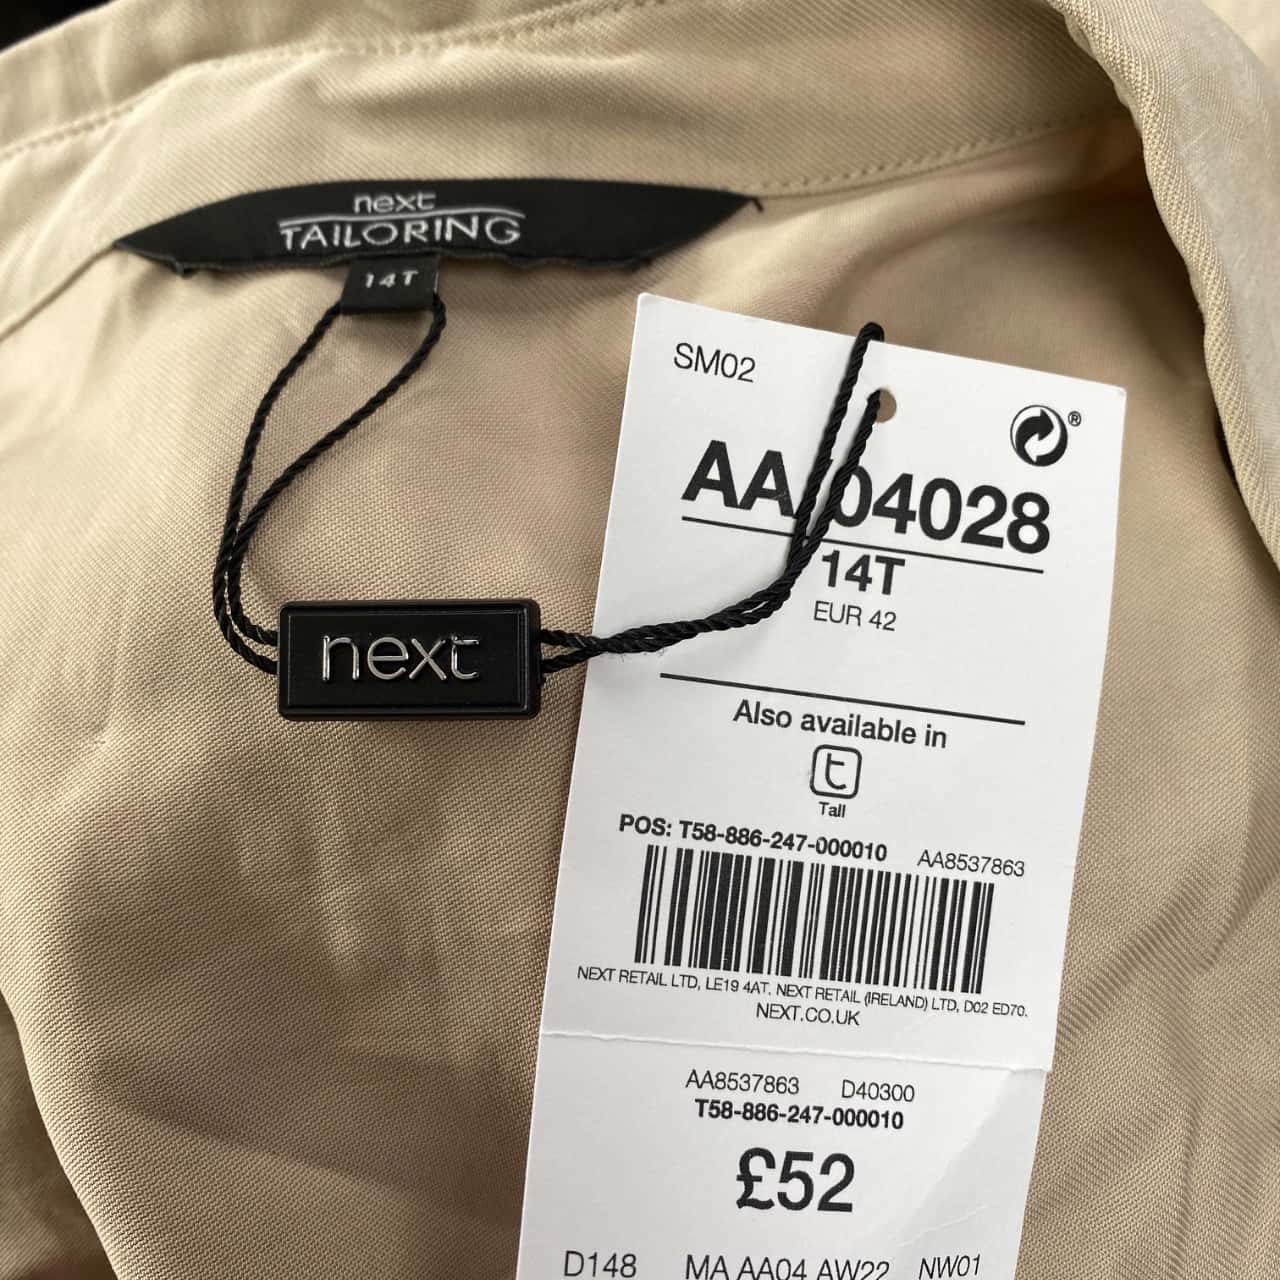 next
TAILORING
14T
next
SM02
®
AA 04028
14T
EUR 42
Also available in
t
Tall
POS: T58-886-247-000010 AA8537863
NEXT RETAIL LTD, LE19 4AT. NEXT RETAIL (IRELAND) LTD, D02 ED70.
NEXT.CO.UK
AA8537863 D40300
T58-886-247-000010
£52
D148 MA AA04 AW22 NW01